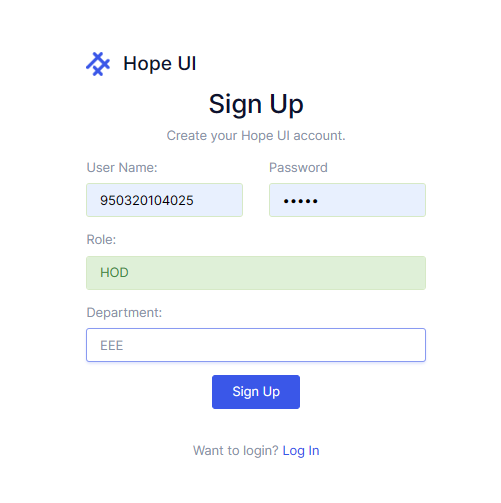 Hope UI
Sign Up
Create your Hope UI account.
User Name: Password
950320104025 •••••
Role:
HOD
Department:
EEE
Sign Up
Want to login? Log In